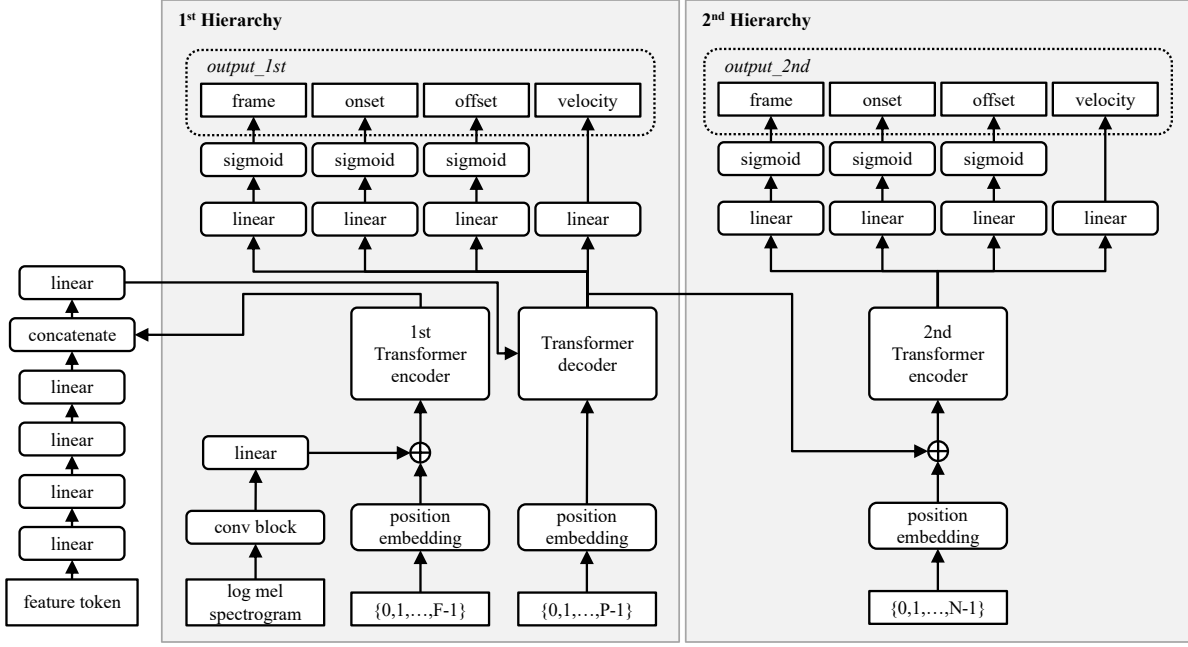 1st Hierarchy
output_1st
frame onset offset velocity
sigmoid sigmoid sigmoid
linear linear linear linear
2nd Hierarchy
output_2nd
frame onset offset velocity
sigmoid sigmoid sigmoid
linear linear linear linear
linear
concatenate
linear
linear
linear
linear
feature token
1st
Transformer
encoder
Transformer
decoder
linear
conv block
log mel
spectrogram
position
embedding
{0,1,…,F-1}
position
embedding
{0,1,…,P-1}
2nd
Transformer
encoder
position
embedding
{0,1,…,N-1}